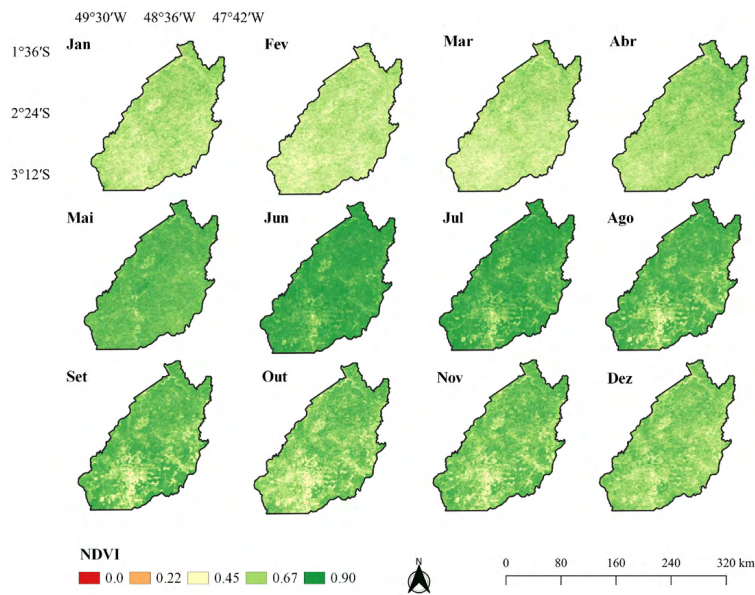 49°30′W 48°36′W 47°42′W
Jan Fev Mar Abr
1°36′S
2°24′S
3°12′S
Mai Jun Jul Ago
Set Out Nov Dez
NDVI
0.0 0.22 0.45 0.67 0.90
N
0 80 160 240 320 km